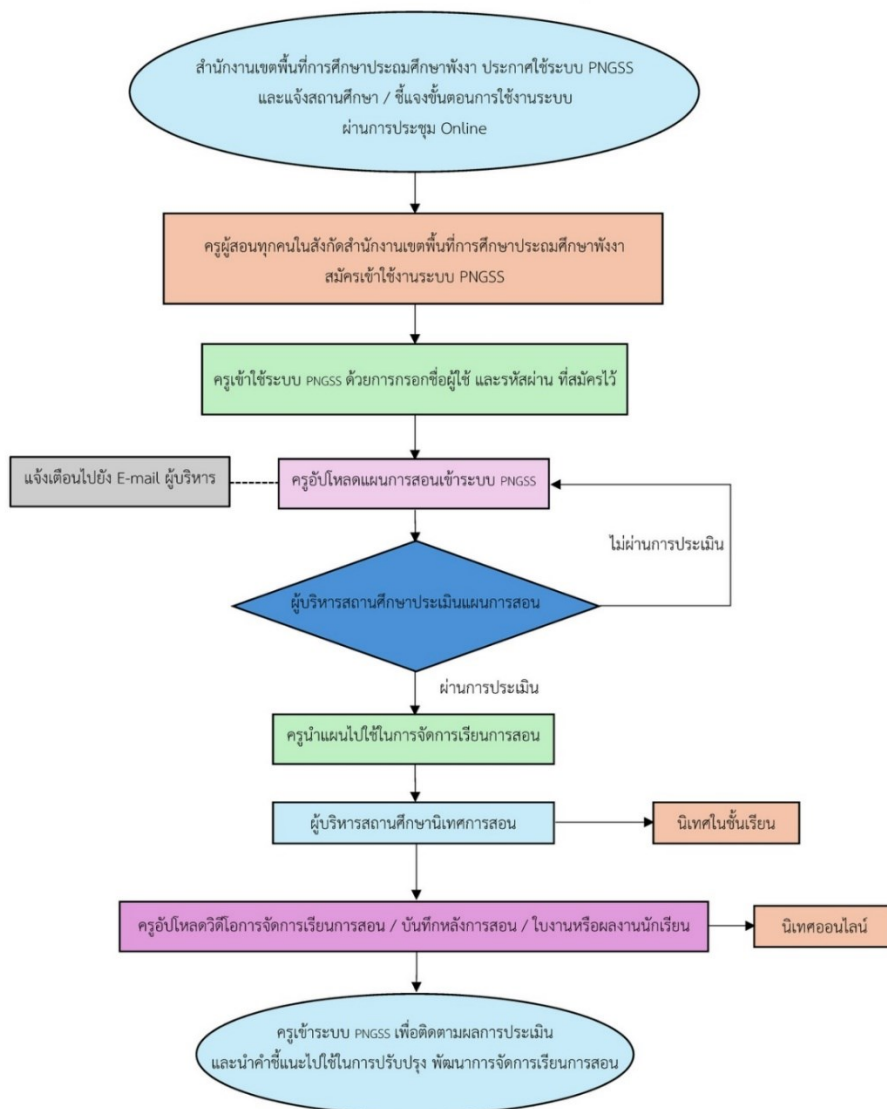 สำนักงานเขตพื้นที่การศึกษาประถมศึกษาพังงา ประกาศใช้ระบบ PNGSS
และแจ้งสถานศึกษา / ชี้แจงขั้นตอนการใช้งานระบบ
ผ่านการประชุม Online
ครูผู้สอนทุกคนในสังกัดสำนักงานเขตพื้นที่การศึกษาประถมศึกษาพังงา
สมัครเข้าใช้งานระบบ PNGSS
ครูเข้าใช้ระบบ PNGSS ด้วยการกรอกชื่อผู้ใช้ และรหัสผ่าน ที่สมัครไว้
แจ้งเตือนไปยัง E-mail ผู้บริหาร
ครูอัปโหลดแผนการสอนเข้าระบบ PNGSS
ไม่ผ่านการประเมิน
ผู้บริหารสถานศึกษาประเมินแผนการสอน
ผ่านการประเมิน
ครูนำแผนไปใช้ในการจัดการเรียนการสอน
ผู้บริหารสถานศึกษานิเทศการสอน
นิเทศในชั้นเรียน
ครูอัปโหลดวิดีโอการจัดการเรียนการสอน / บันทึกหลังการสอน / ใบงานหรือผลงานนักเรียน
นิเทศออนไลน์
ครูเข้าระบบ PNGSS เพื่อติดตามผลการประเมิน
และนำคำชี้แนะไปใช้ในการปรับปรุง พัฒนาการจัดการเรียนการสอน